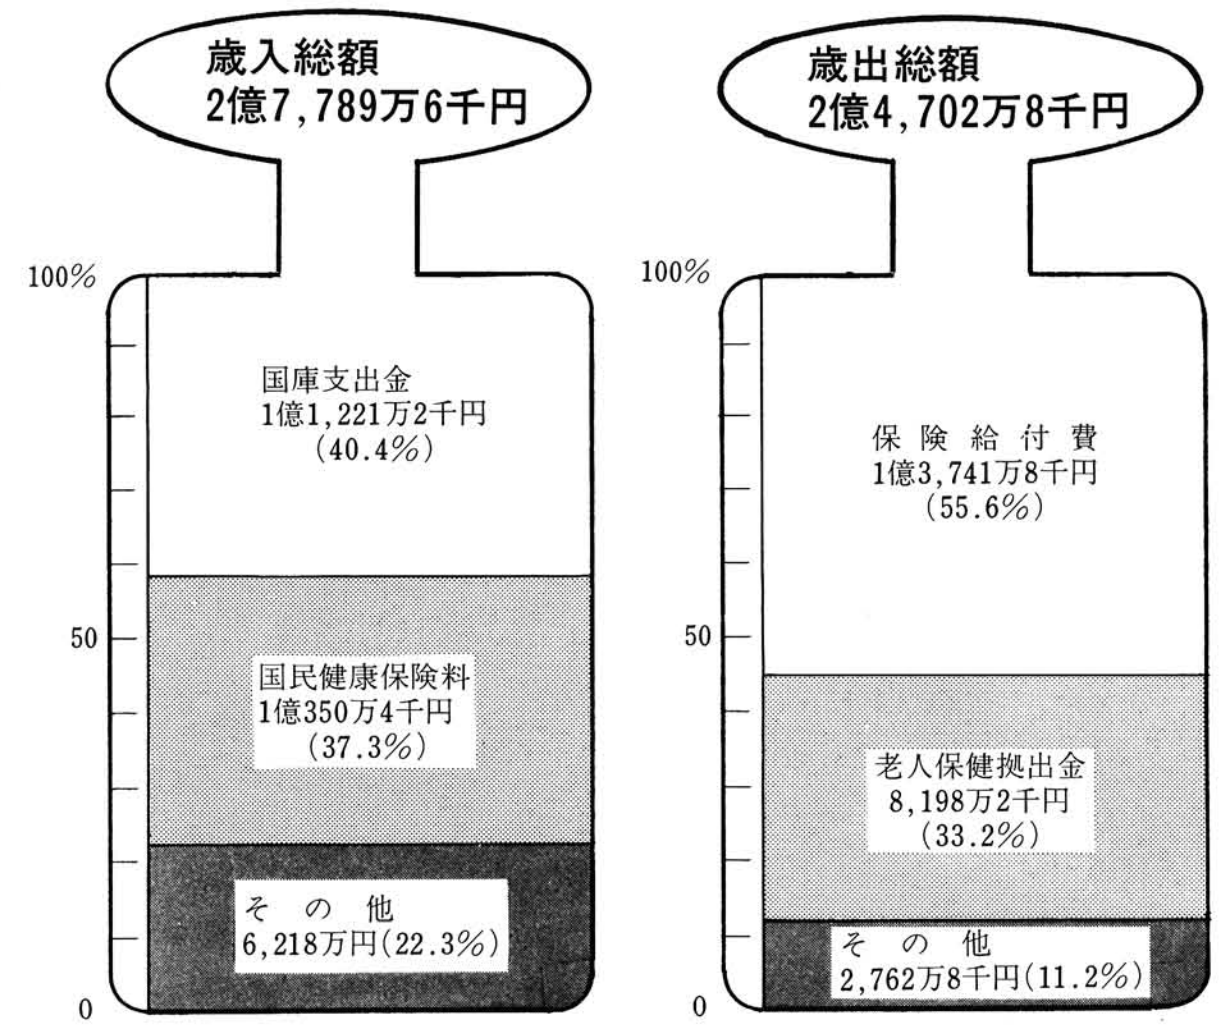 歳入総額
2億7,789万6千円
100%
国庫支出金
1億1,221万2千円
(40.4%)
50
国民健康保険料
1億350万4千円
(37.3%)
その他
6,218万円(22.3%)
0
歳出総額
2億4,702万8千円
100%
保険給付費
1億3,741万8千円
(55.6%)
50
老人保健拠出金
8,198万2千円
(33.2%)
その他
2,762万8千円(11.2%)
0